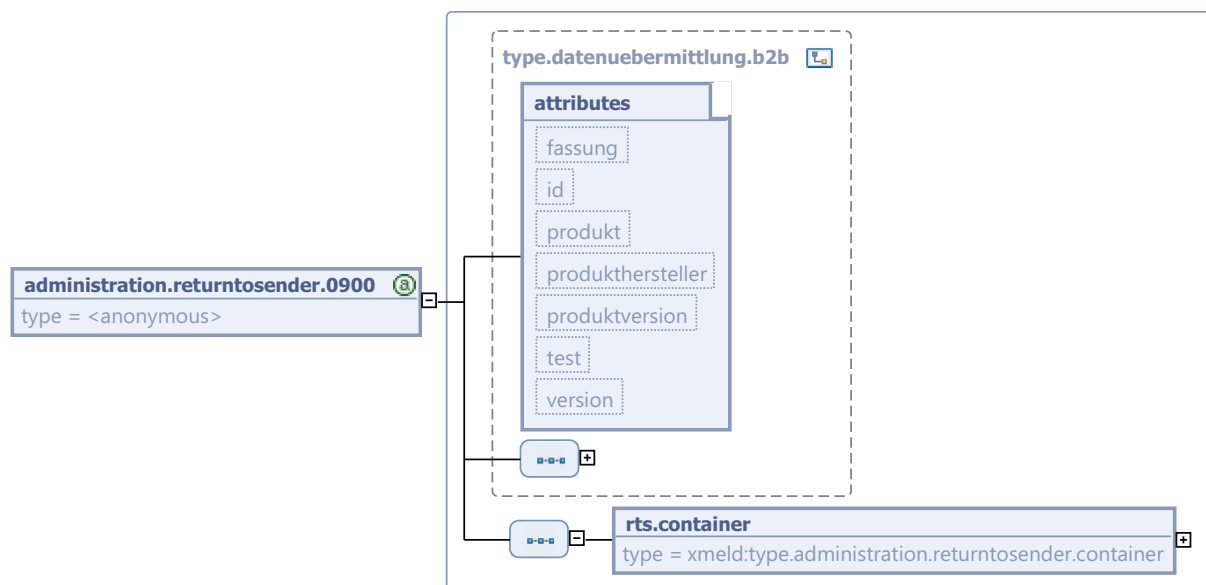 type.datenuebermittlung.b2b
attributes
fassung
id
produkt
produkthersteller
produktversion
test
version
administration.returntosender.0900 a
type = <anonymous>
rts.container
type = xmeld:type.administration.returntosender.container